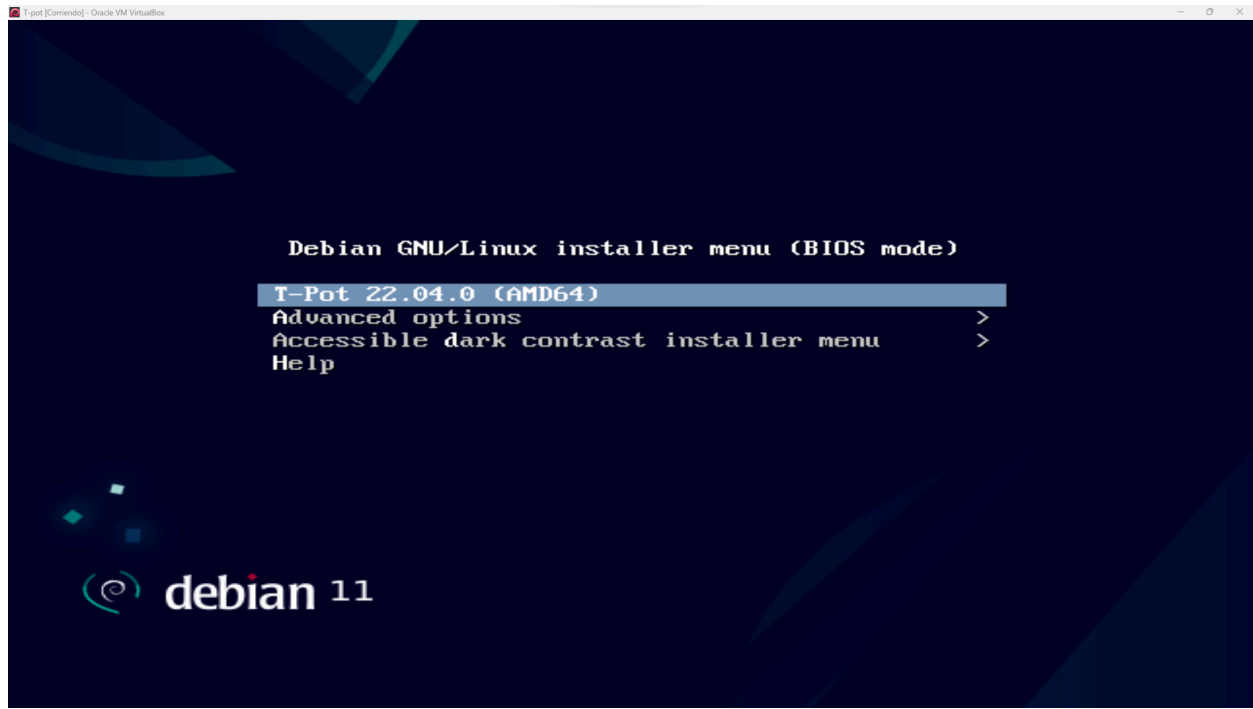 T-pot [Corriendo] - Oracle VM VirtualBox
Debian GNU/Linux installer menu (BIOS mode)
T-Pot 22.04.0 (AMD64)
Advanced options >
Accessible dark contrast installer menu >
Help
debian 11